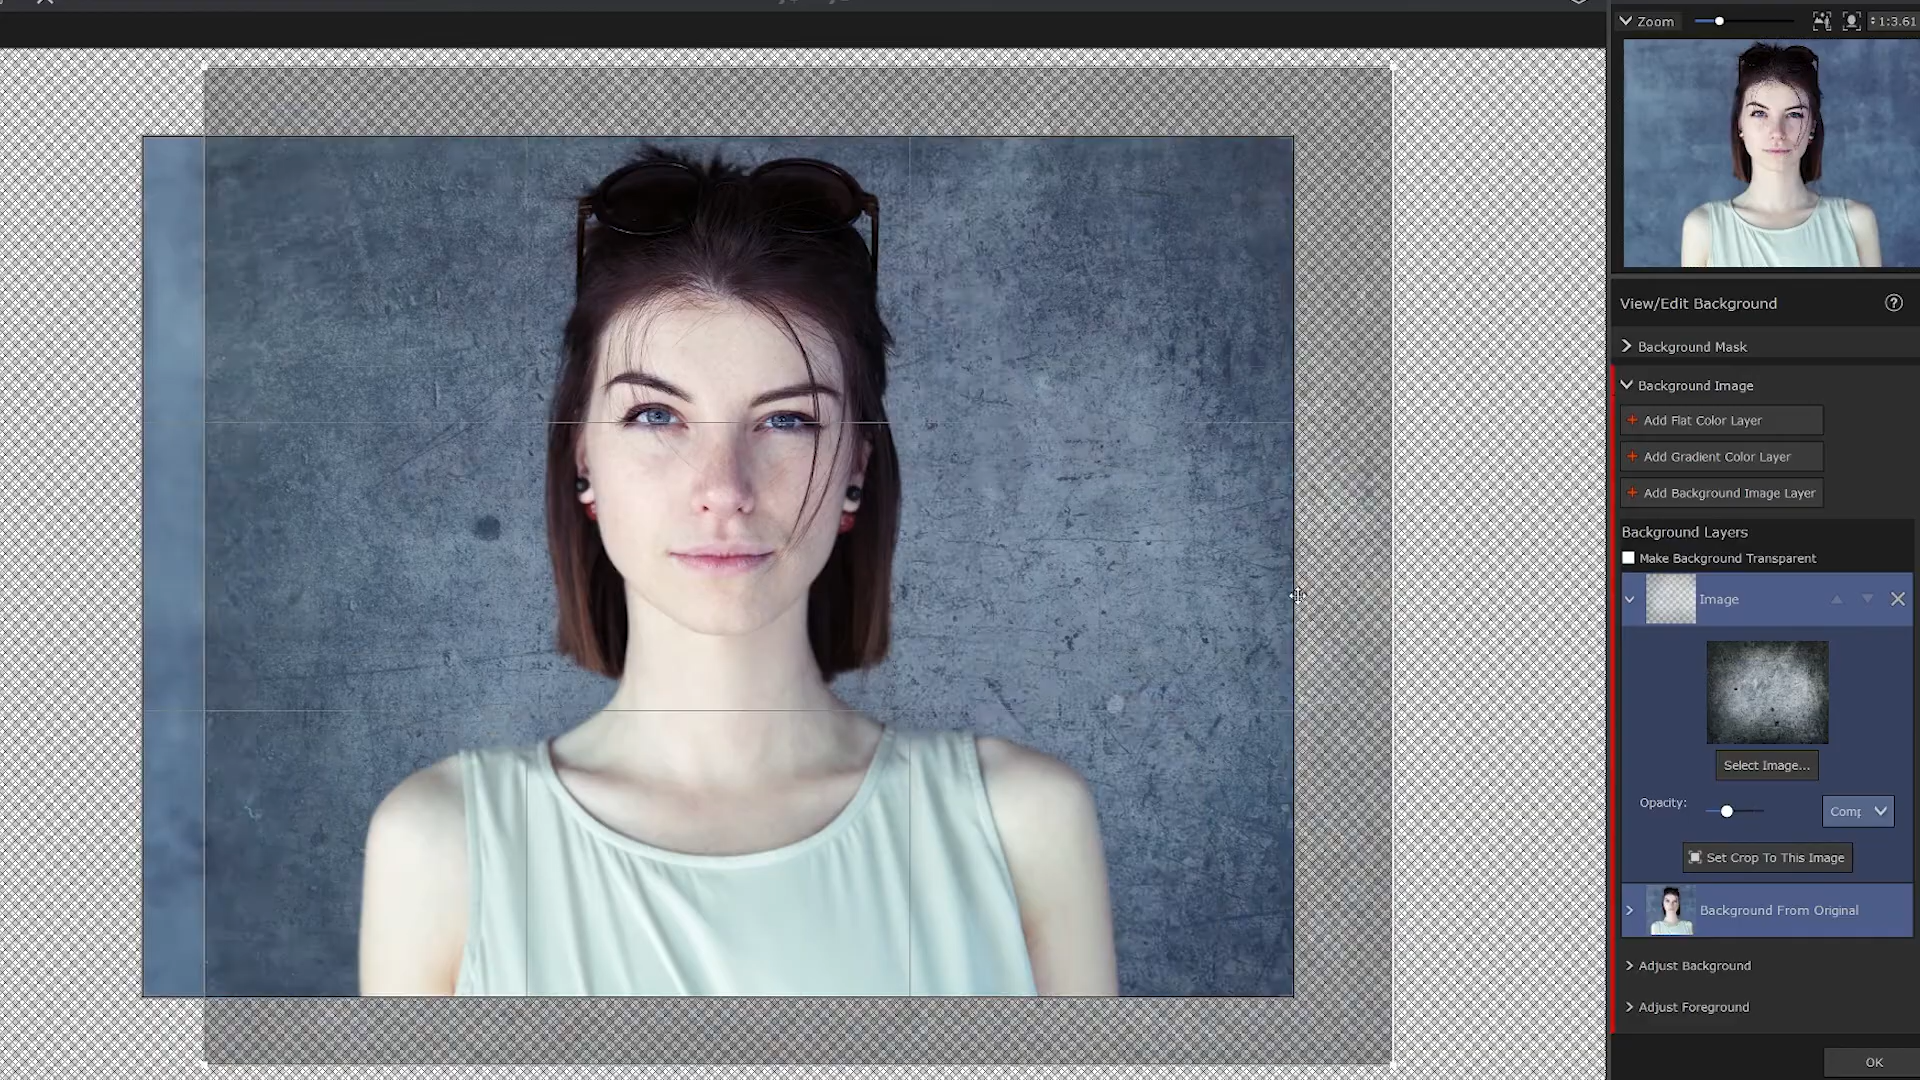 Zoom
1:3.61
View/Edit Background
?
Background Mask
Background Image
+ Add Flat Color Layer
+ Add Gradient Color Layer
+ Add Background Image Layer
Background Layers
Make Background Transparent
Image
Select Image...
Opacity:
Comp
Set Crop To This Image
Background From Original
Adjust Background
Adjust Foreground
OK